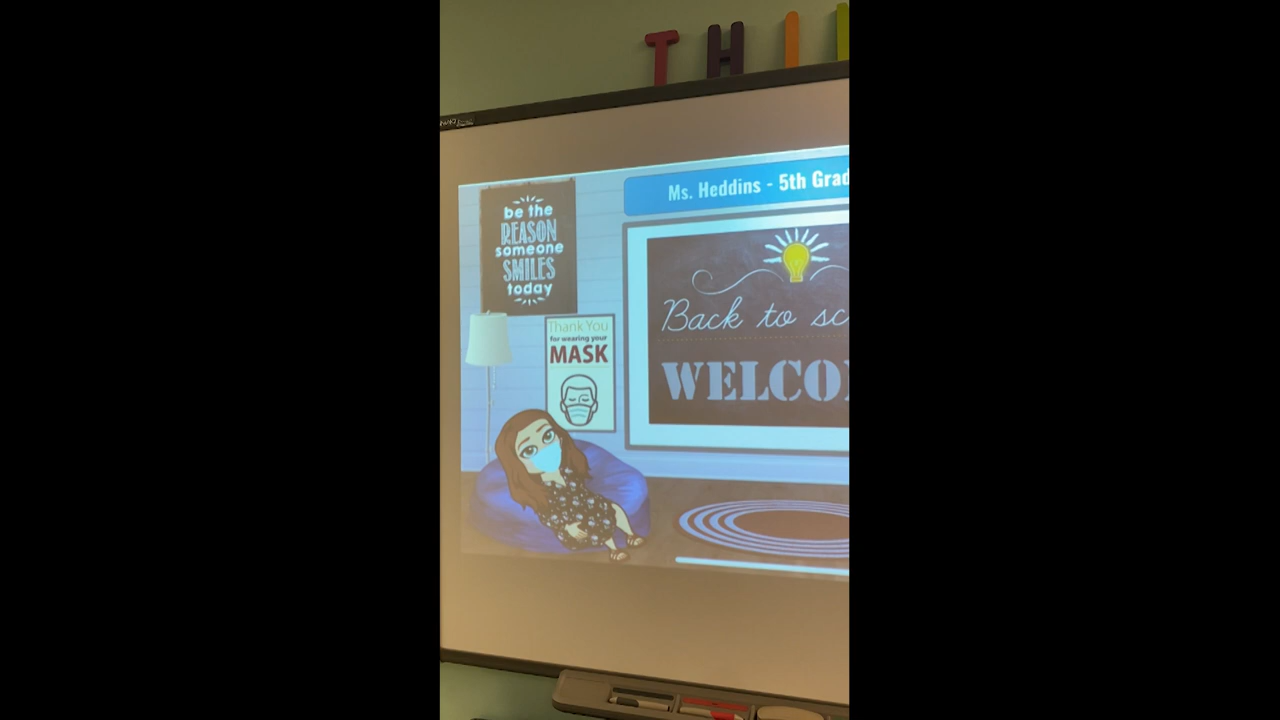 T H I
Ms. Heddins - 5th Grad
be the
REASON
someone
SMILES
today
Thank You
for wearing your
MASK
Back to sc
WELCO